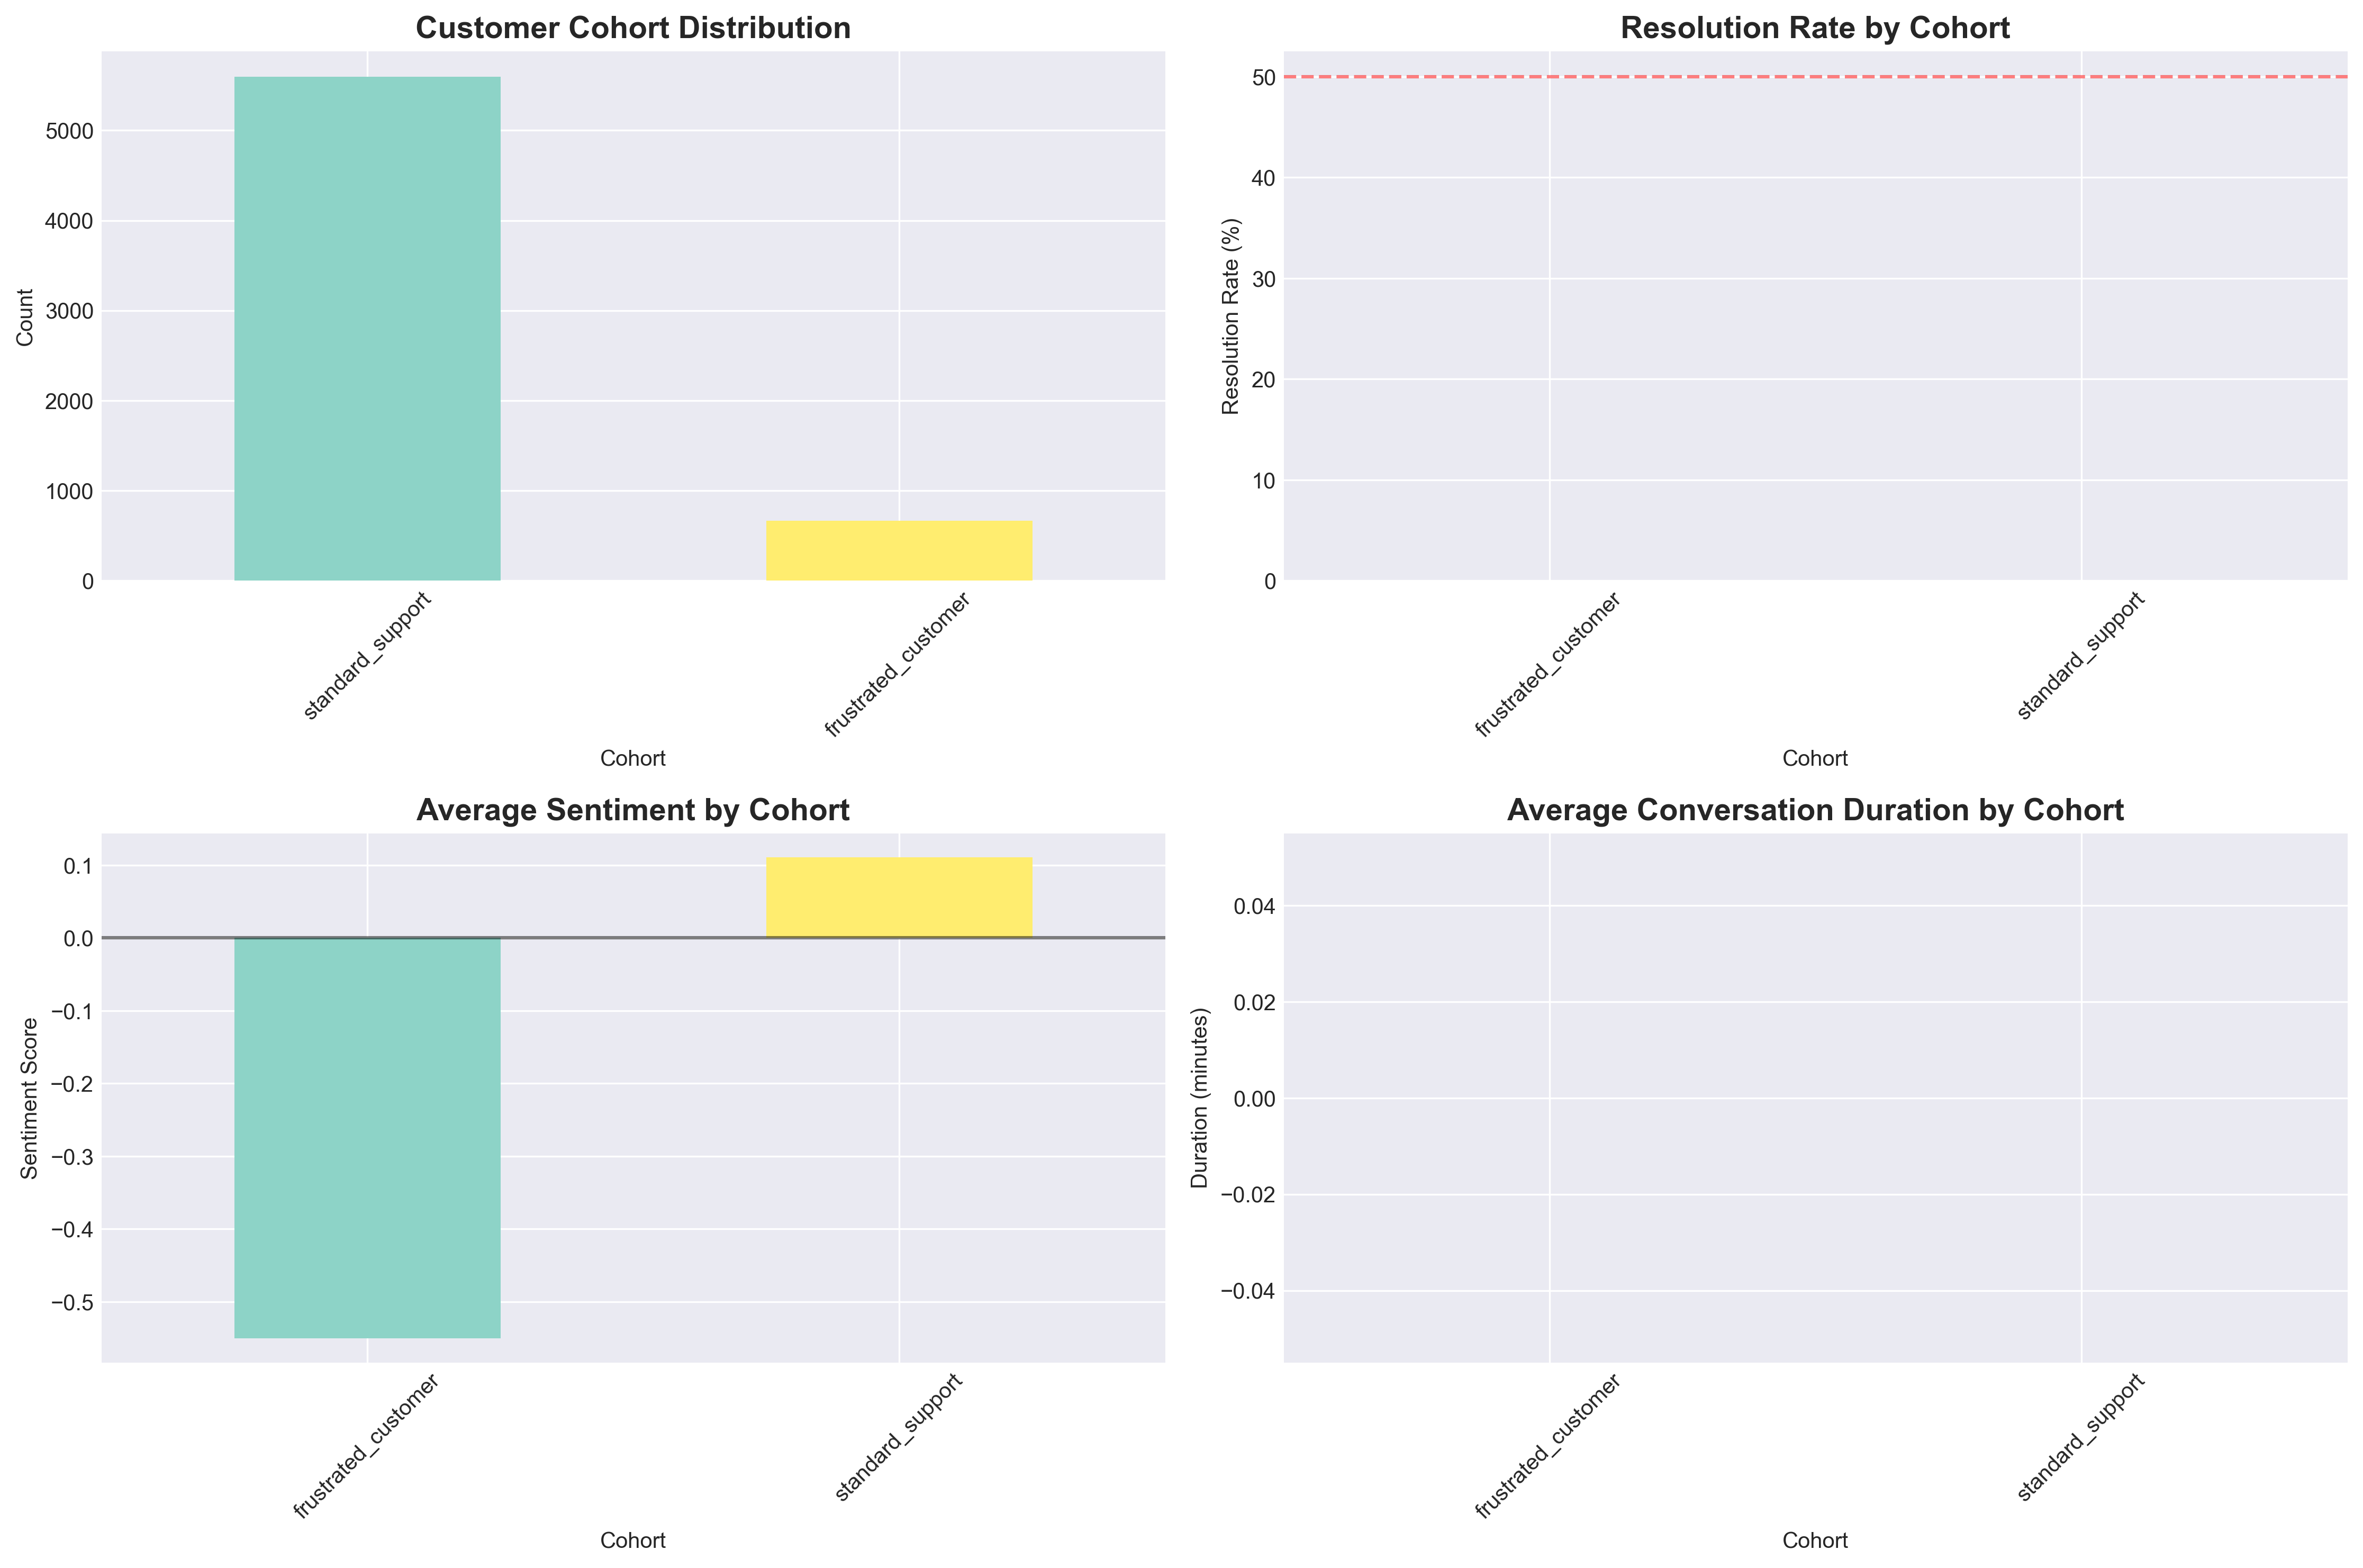 Customer Cohort Distribution
Count
5000
4000
3000
2000
1000
0
standard_support
frustrated_customer
Cohort
Resolution Rate by Cohort
Resolution Rate (%)
50
40
30
20
10
0
frustrated_customer
standard_support
Cohort
Average Sentiment by Cohort
Sentiment Score
0.1
0.0
−0.1
−0.2
−0.3
−0.4
−0.5
frustrated_customer
standard_support
Cohort
Average Conversation Duration by Cohort
Duration (minutes)
0.04
0.02
0.00
−0.02
−0.04
frustrated_customer
standard_support
Cohort